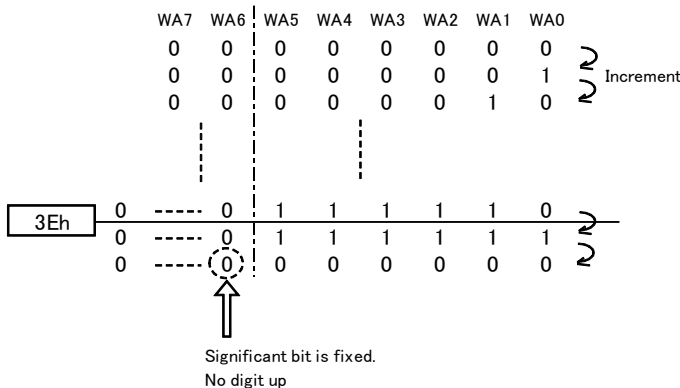 WA7 WA6 WA5 WA4 WA3 WA2 WA1 WA0
0 0 0 0 0 0 0 0
0 0 0 0 0 0 0 1
Increment
0 0 0 0 0 0 1 0
3Eh
0 0 1 1 1 1 1 0
0 0 1 1 1 1 1 1
0 0 0 0 0 0 0 0
Significant bit is fixed.
No digit up